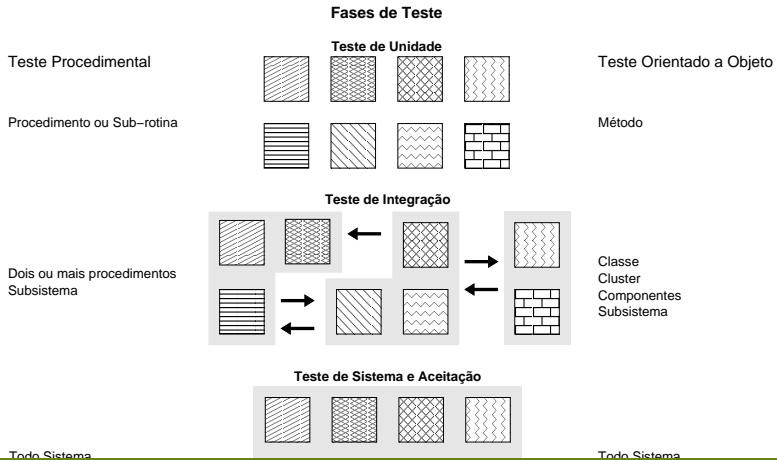 Fases de Teste
Teste de Unidade
Teste Procedimental
Teste Orientado a Objeto
Procedimento ou Sub−rotina
Método
Teste de Integração
Dois ou mais procedimentos
Subsistema
Classe
Cluster
Componentes
Subsistema
Teste de Sistema e Aceitação
Todo Sistema
Todo Sistema